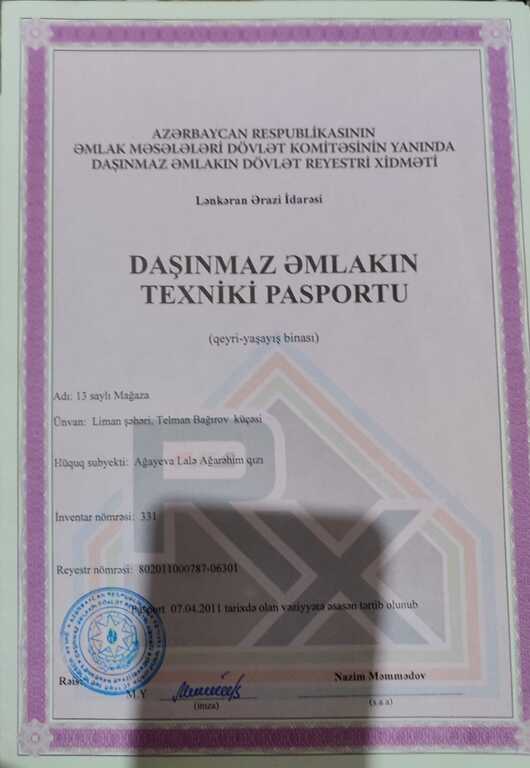 AZƏRBAYCAN RESPUBLİKASININ
ƏMLAK MƏSƏLƏLƏRİ DÖVLƏT KOMİTƏSİNİN YANINDA
DAŞINMAZ ƏMLAKIN DÖVLƏT REYESTRİ XİDMƏTİ
Lənkəran Ərazi İdarəsi
DAŞINMAZ ƏMLAKIN
TEXNİKİ PASPORTU
(qeyri-yaşayış binası)
Adı: 13 saylı Mağaza
Ünvan: Liman şəhəri, Telman Bağırov küçəsi
Hüquq subyekti: Ağayeva Lalə Ağarəhim qızı
İnventar nömrəsi: 331
Reyestr nömrəsi: 802011000787-06301
Pasport 07.04.2011 tarixdə olan vəziyyətə əsasən tərtib olunub
Nazim Məmmədov
M.Y
(imza)
(s.a.a)